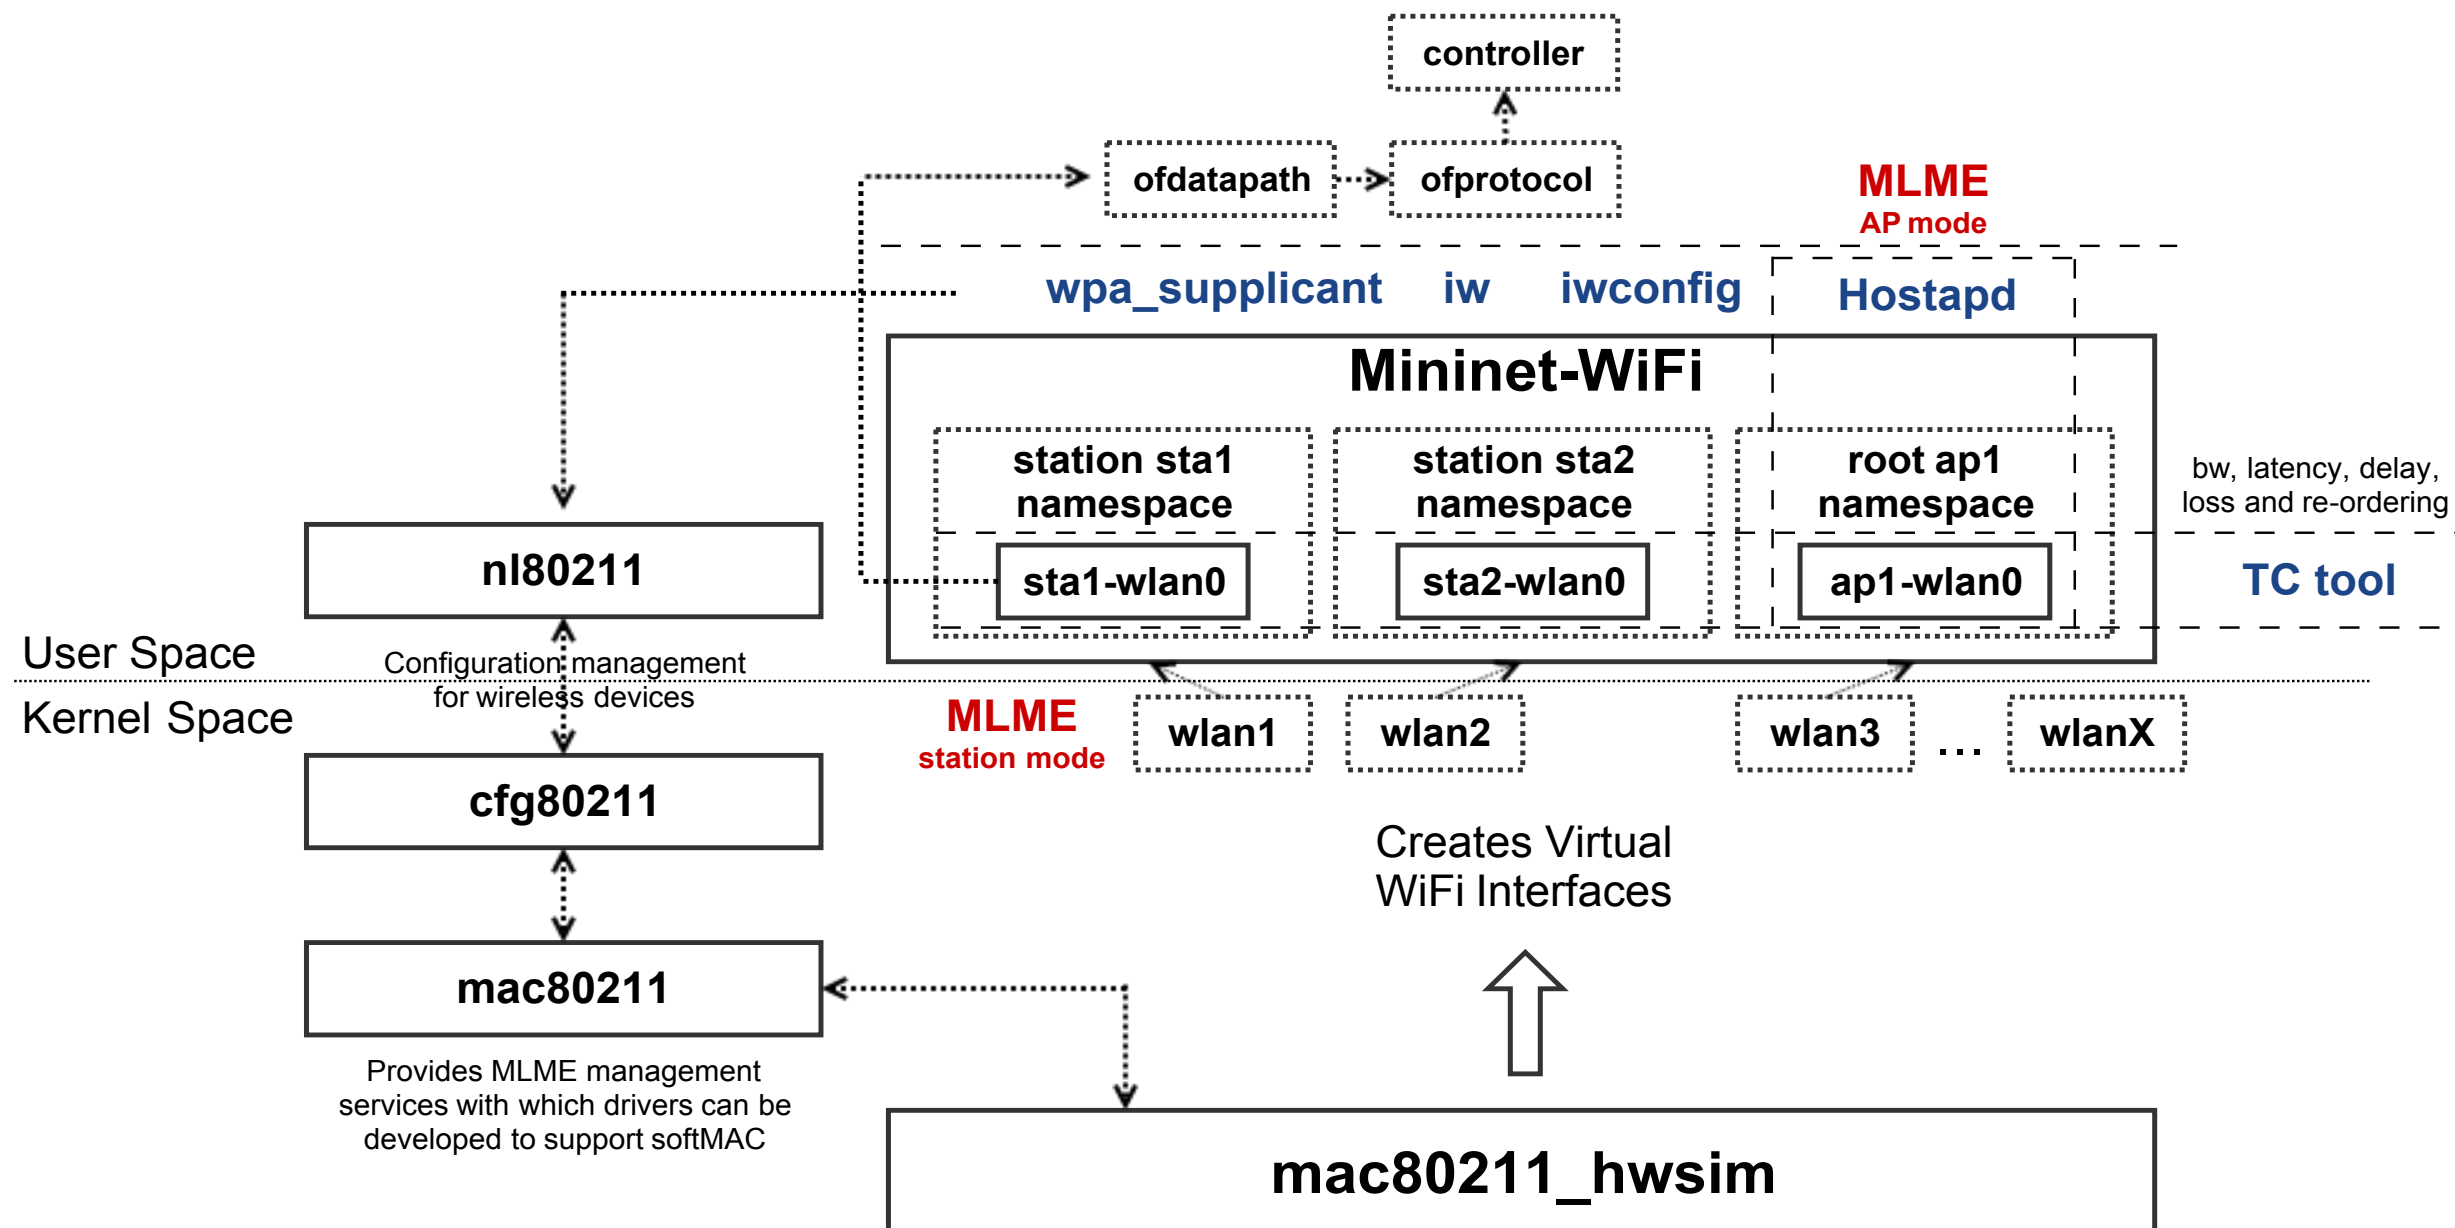 controller
ofdatapath
ofprotocol
MLME
AP mode
wpa_supplicant iw iwconfig Hostapd
Mininet-WiFi
station sta1
namespace
station sta2
namespace
root ap1
namespace
bw, latency, delay,
loss and re-ordering
nl80211
sta1-wlan0
sta2-wlan0
ap1-wlan0
TC tool
User Space
Configuration management
for wireless devices
Kernel Space
MLME
station mode
wlan1
wlan2
wlan3
...
wlanX
cfg80211
Creates Virtual
WiFi Interfaces
mac80211
Provides MLME management
services with which drivers can be
developed to support softMAC
mac80211_hwsim